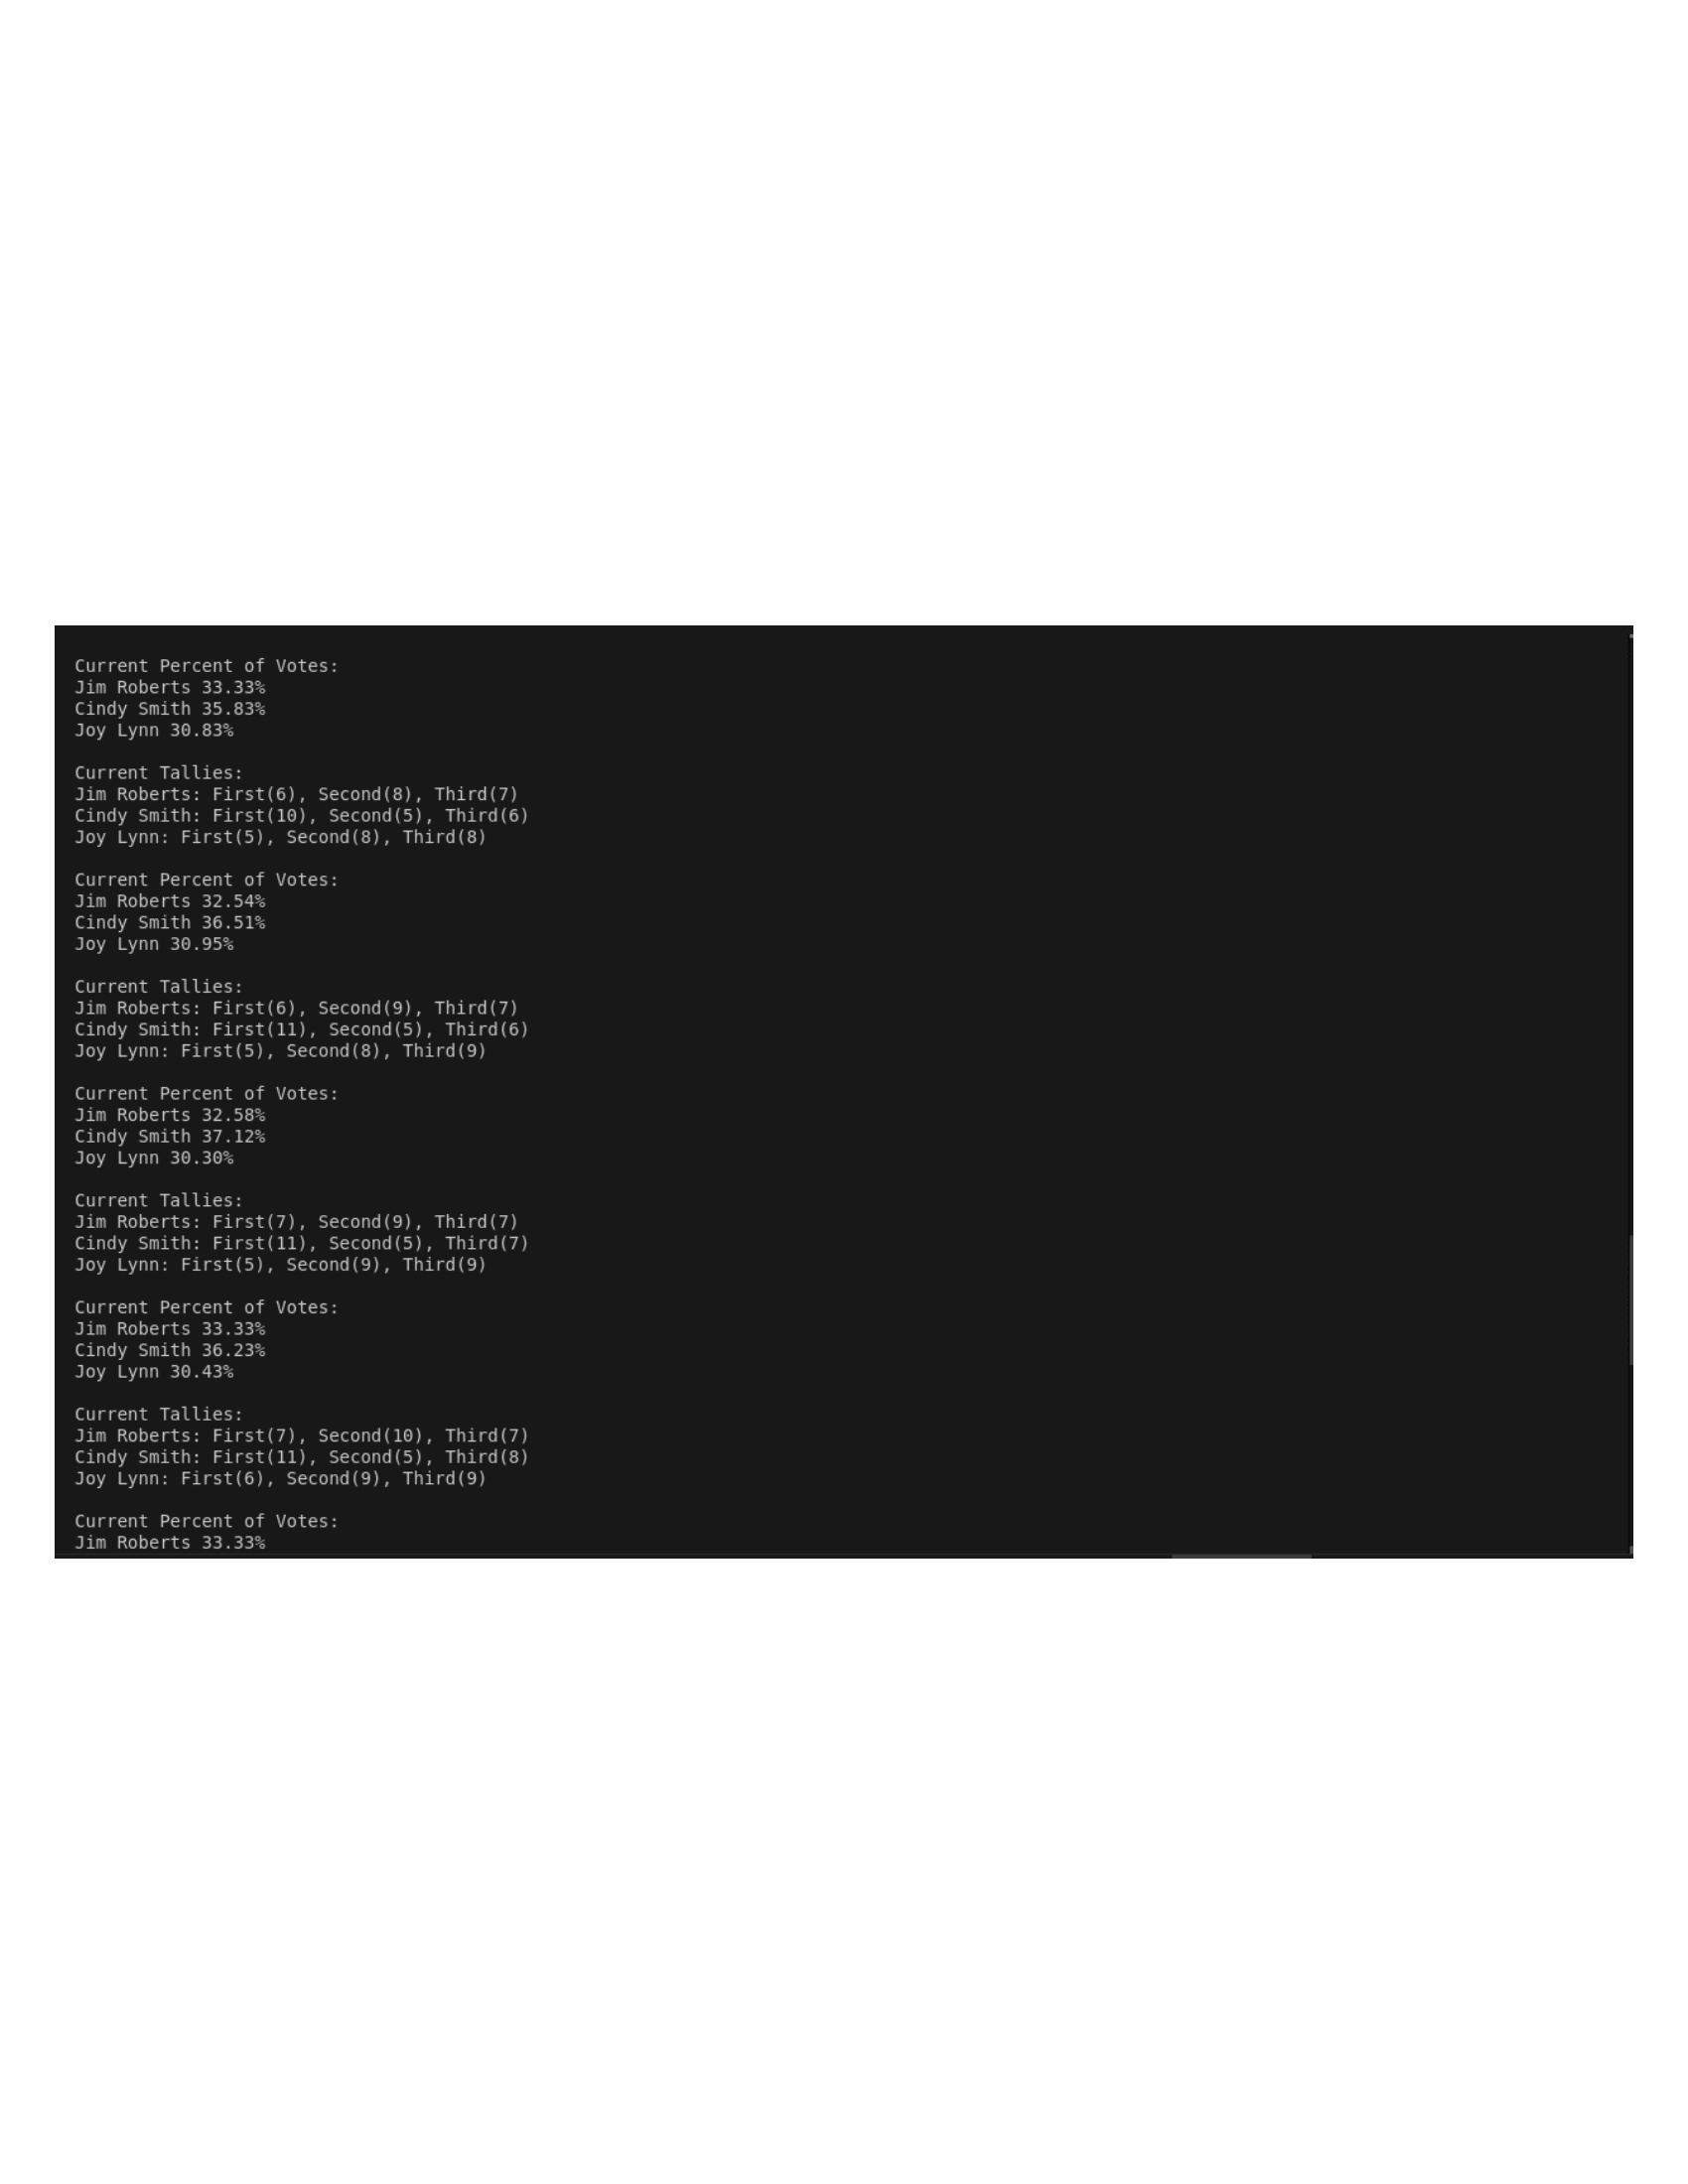 Current Percent of Votes:
Jim Roberts 33.33%
Cindy Smith 35.83%
Joy Lynn 30.83%
Current Tallies:
Jim Roberts: First(6), Second(8), Third(7)
Cindy Smith: First(10), Second(5), Third(6)
Joy Lynn: First(5), Second(8), Third(8)
Current Percent of Votes:
Jim Roberts 32.54%
Cindy Smith 36.51%
Joy Lynn 30.95%
Current Tallies:
Jim Roberts: First(6), Second(9), Third(7)
Cindy Smith: First(11), Second(5), Third(6)
Joy Lynn: First(5), Second(8), Third(9)
Current Percent of Votes:
Jim Roberts 32.58%
Cindy Smith 37.12%
Joy Lynn 30.30%
Current Tallies:
Jim Roberts: First(7), Second(9), Third(7)
Cindy Smith: First(11), Second(5), Third(7)
Joy Lynn: First(5), Second(9), Third(9)
Current Percent of Votes:
Jim Roberts 33.33%
Cindy Smith 36.23%
Joy Lynn 30.43%
Current Tallies:
Jim Roberts: First(7), Second(10), Third(7)
Cindy Smith: First(11), Second(5), Third(8)
Joy Lynn: First(6), Second(9), Third(9)
Current Percent of Votes:
Jim Roberts 33.33%